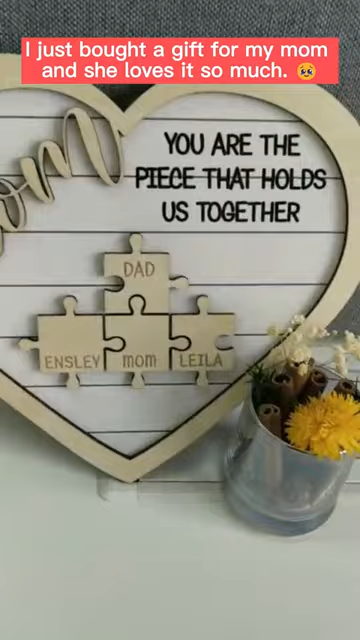 I just bought a gift for my mom
and she loves it so much. 🥹
mom
YOU ARE THE
PIECE THAT HOLDS
US TOGETHER
DAD
ENSLEY mom LEILA